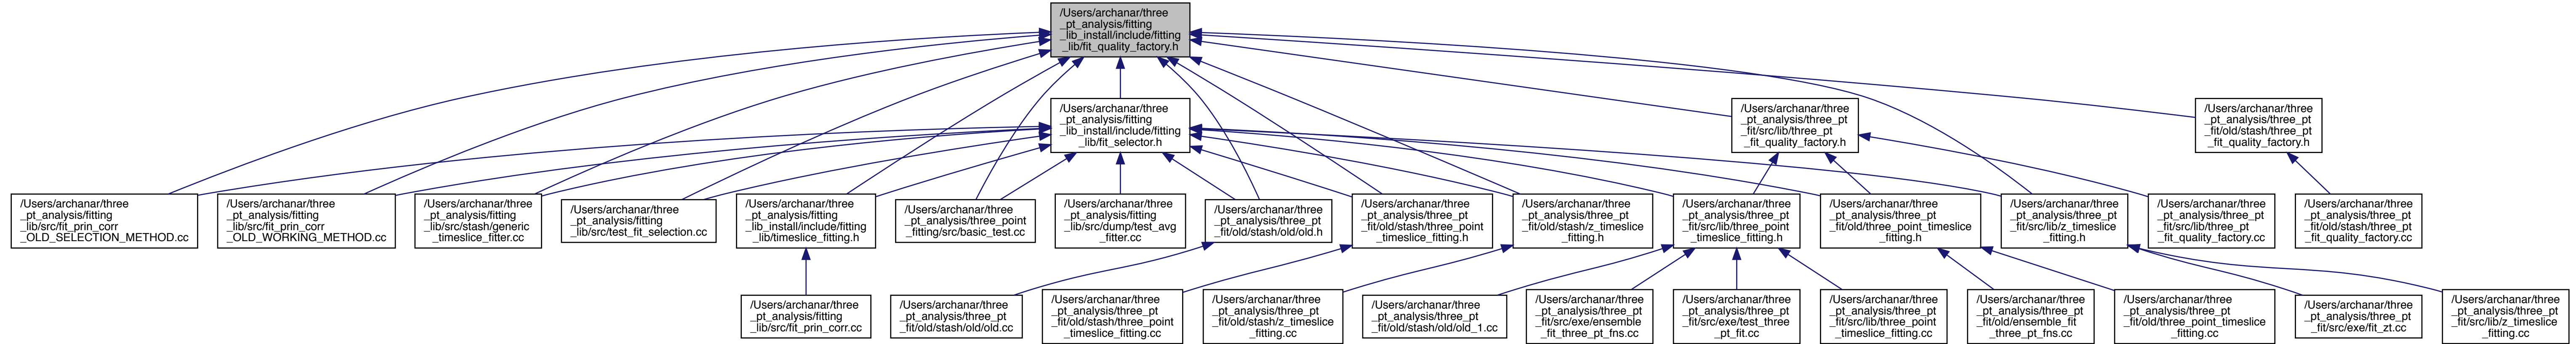 /Users/archanar/three
_pt_analysis/fitting
_lib_install/include/fitting
_lib/fit_quality_factory.h
/Users/archanar/three
_pt_analysis/fitting
_lib_install/include/fitting
_lib/fit_selector.h
/Users/archanar/three
_pt_analysis/three_pt
_fit/src/lib/three_pt
_fit_quality_factory.h
/Users/archanar/three
_pt_analysis/three_pt
_fit/old/stash/three_pt
_fit_quality_factory.h
/Users/archanar/three
_pt_analysis/fitting
_lib/src/fit_prin_corr
_OLD_SELECTION_METHOD.cc
/Users/archanar/three
_pt_analysis/fitting
_lib/src/fit_prin_corr
_OLD_WORKING_METHOD.cc
/Users/archanar/three
_pt_analysis/fitting
_lib/src/stash/generic
_timeslice_fitter.cc
/Users/archanar/three
_pt_analysis/fitting
_lib/src/test_fit_selection.cc
/Users/archanar/three
_pt_analysis/fitting
_lib_install/include/fitting
_lib/timeslice_fitting.h
/Users/archanar/three
_pt_analysis/three_point
_fitting/src/basic_test.cc
/Users/archanar/three
_pt_analysis/fitting
_lib/src/dump/test_avg
_fitter.cc
/Users/archanar/three
_pt_analysis/three_pt
_fit/old/stash/old/old.h
/Users/archanar/three
_pt_analysis/three_pt
_fit/old/stash/three_point
_timeslice_fitting.h
/Users/archanar/three
_pt_analysis/three_pt
_fit/old/stash/z_timeslice
_fitting.h
/Users/archanar/three
_pt_analysis/three_pt
_fit/src/lib/three_point
_timeslice_fitting.h
/Users/archanar/three
_pt_analysis/three_pt
_fit/old/three_point_timeslice
_fitting.h
/Users/archanar/three
_pt_analysis/three_pt
_fit/src/lib/z_timeslice
_fitting.h
/Users/archanar/three
_pt_analysis/three_pt
_fit/src/lib/three_pt
_fit_quality_factory.cc
/Users/archanar/three
_pt_analysis/three_pt
_fit/old/stash/three_pt
_fit_quality_factory.cc
/Users/archanar/three
_pt_analysis/fitting
_lib/src/fit_prin_corr.cc
/Users/archanar/three
_pt_analysis/three_pt
_fit/old/stash/old/old.cc
/Users/archanar/three
_pt_analysis/three_pt
_fit/old/stash/three_point
_timeslice_fitting.cc
/Users/archanar/three
_pt_analysis/three_pt
_fit/old/stash/z_timeslice
_fitting.cc
/Users/archanar/three
_pt_analysis/three_pt
_fit/old/stash/old/old_1.cc
/Users/archanar/three
_pt_analysis/three_pt
_fit/src/exe/ensemble
_fit_three_pt_fns.cc
/Users/archanar/three
_pt_analysis/three_pt
_fit/src/exe/test_three
_pt_fit.cc
/Users/archanar/three
_pt_analysis/three_pt
_fit/src/lib/three_point
_timeslice_fitting.cc
/Users/archanar/three
_pt_analysis/three_pt
_fit/old/ensemble_fit
_three_pt_fns.cc
/Users/archanar/three
_pt_analysis/three_pt
_fit/old/three_point_timeslice
_fitting.cc
/Users/archanar/three
_pt_analysis/three_pt
_fit/src/exe/fit_zt.cc
/Users/archanar/three
_pt_analysis/three_pt
_fit/src/lib/z_timeslice
_fitting.cc